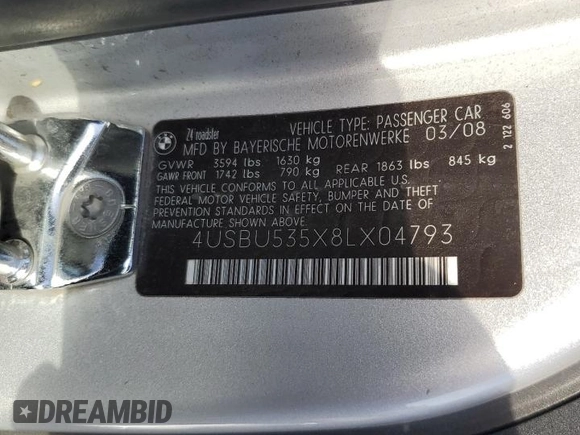 BMW
Z4 roadster
VEHICLE TYPE: PASSENGER CAR
MFD BY BAYERISCHE MOTORENWERKE 03/08
GVWR 3594 lbs 1630 kg
GAWR FRONT 1742 lbs 790 kg REAR 1863 lbs 845 kg
THIS VEHICLE CONFORMS TO ALL APPLICABLE U.S.
FEDERAL MOTOR VEHICLE SAFETY, BUMPER AND THEFT
PREVENTION STANDARDS IN EFFECT ON THE DATE OF
MANUFACTURE SHOWN ABOVE.
4USBU535X8LX04793
2 122 606
DREAMBID